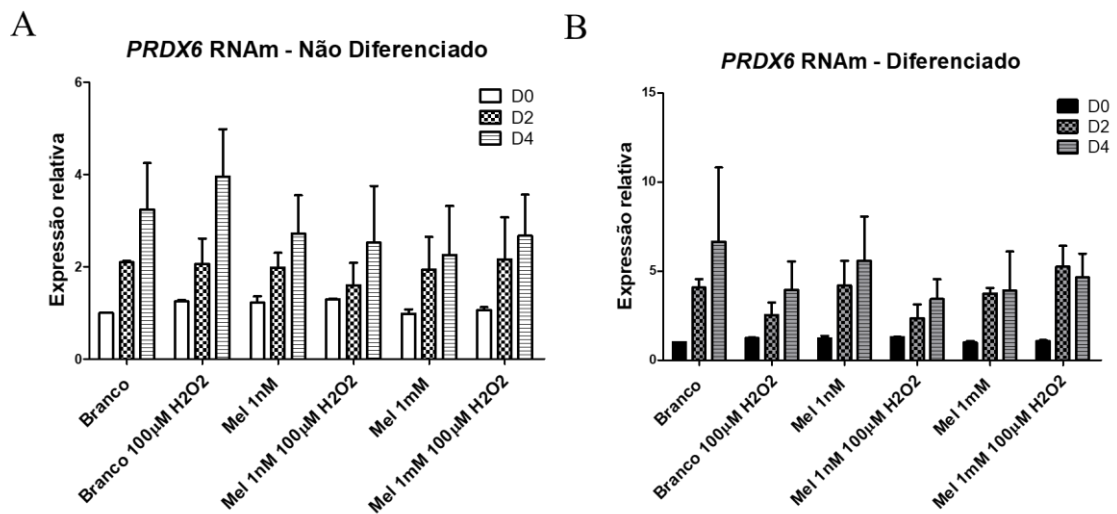 A
PRDX6 RNAm - Não Diferenciado
6
4
2
0
Expressão relativa
D0
D2
D4
Branco
Branco 100µM H2O2
Mel 1nM
Mel 1nM 100µM H2O2
Mel 1mM
Mel 1mM 100µM H2O2
B
PRDX6 RNAm - Diferenciado
15
10
5
0
Expressão relativa
D0
D2
D4
Branco
Branco 100µM H2O2
Mel 1nM
Mel 1nM 100µM H2O2
Mel 1mM
Mel 1mM 100µM H2O2